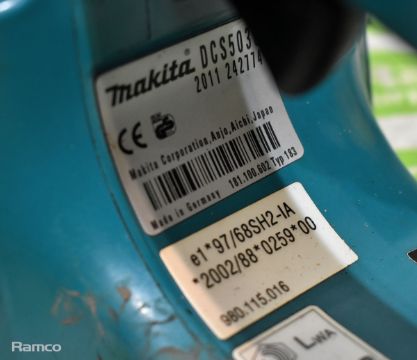 makita DCS503
2011 242774
CE
Makita Corporation, Anjo, Aichi, Japan
181.100.602 Typ 183
Made in Germany
e1*97/68SH2-IA
*2002/88*0259*00
980.115.016
LWA
Ramco